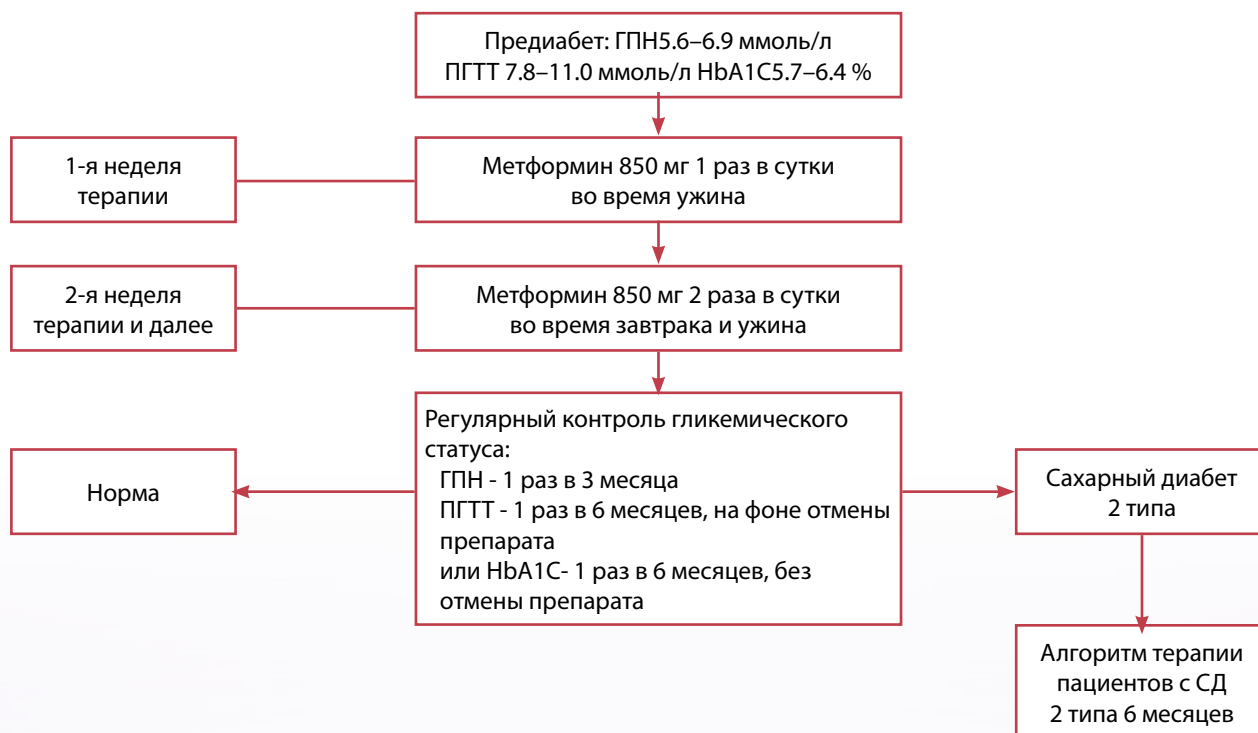 Предиабет: ГПН5.6–6.9 ммоль/л
ПГТТ 7.8–11.0 ммоль/л HbA1C5.7–6.4 %
1-я неделя
терапии
Метформин 850 мг 1 раз в сутки
во время ужина
2-я неделя
терапии и далее
Метформин 850 мг 2 раза в сутки
во время завтрака и ужина
Регулярный контроль гликемического
статуса:
ГПН - 1 раз в 3 месяца
ПГТТ - 1 раз в 6 месяцев, на фоне отмены
препарата
или HbA1C- 1 раз в 6 месяцев, без
отмены препарата
Норма
Сахарный диабет
2 типа
Алгоритм терапии
пациентов с СД
2 типа 6 месяцев